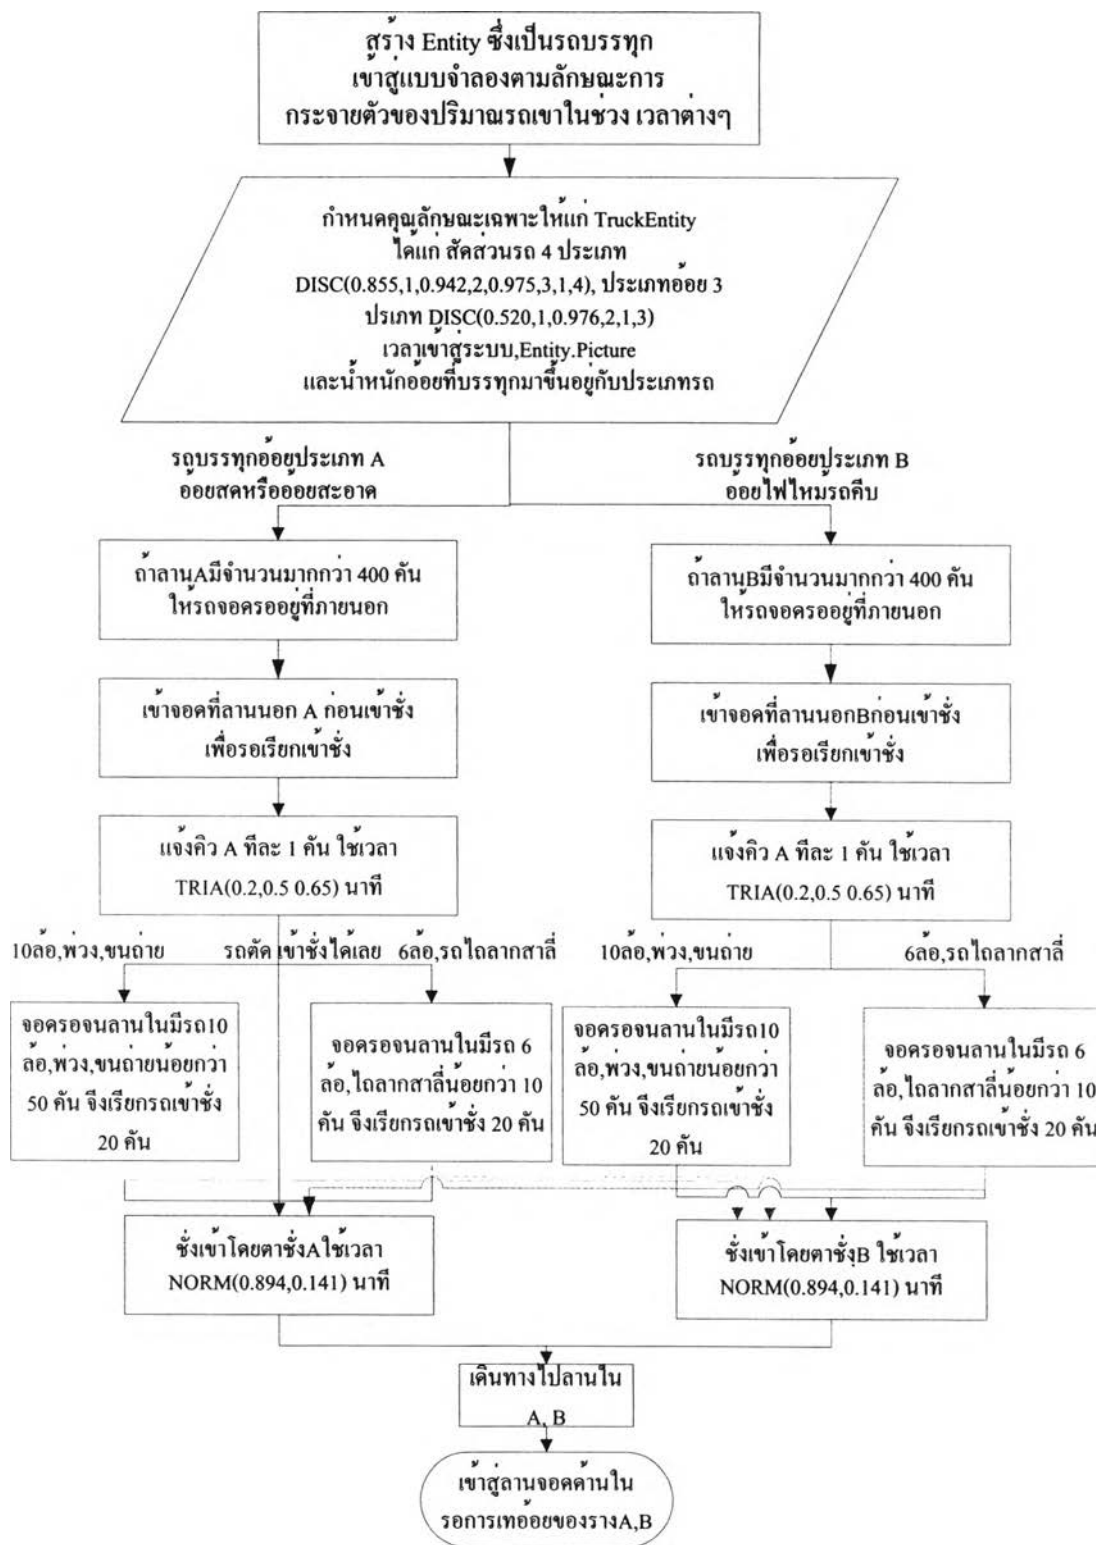 สร้าง Entity ซึ่งเป็นรถบรรทุก
เข้าสู่แบบจำลองตามลักษณะการ
กระจายตัวของปริมาณรถเขาในช่วง เวลาต่างๆ
กำหนดคุณลักษณะเฉพาะให้แก่ TruckEntity
ได้แก่ สัดส่วนรถ 4 ประเภท
DISC(0.855,1,0.942,2,0.975,3,1,4), ประเภทอ้อย 3
ปรเภท DISC(0.520,1,0.976,2,1,3)
เวลาเข้าสู่ระบบ,Entity.Picture
และน้ำหนักอ้อยที่บรรทุกมาขึ้นอยู่กับประเภทรถ
รถบรรทุกอ้อยประเภท A
อ้อยสดหรืออ้อยสะอาด
รถบรรทุกอ้อยประเภท B
อ้อยไฟไหม้รถคีบ
ถ้าลานAมีจำนวนมากกว่า 400 คัน
ให้รถจอดรออยู่ที่ภายนอก
ถ้าลานBมีจำนวนมากกว่า 400 คัน
ให้รถจอดรออยู่ที่ภายนอก
เข้าจอดที่ลานนอก A ก่อนเข้าชั่ง
เพื่อรอเรียกเข้าชั่ง
เข้าจอดที่ลานนอกBก่อนเข้าชั่ง
เพื่อรอเรียกเข้าชั่ง
แจ้งคิว A ทีละ 1 คัน ใช้เวลา
TRIA(0.2,0.5 0.65) นาที
แจ้งคิว A ทีละ 1 คัน ใช้เวลา
TRIA(0.2,0.5 0.65) นาที
10ล้อ,พ่วง,ขนถ่าย
รถตัด เข้าชั่งได้เลย
6ล้อ,รถไถลากสาลี่
10ล้อ,พ่วง,ขนถ่าย
6ล้อ,รถไถลากสาลี่
จอดรอจนลานในมีรถ10
ล้อ,พ่วง,ขนถ่ายน้อยกว่า
50 คัน จึงเรียกรถเข้าชั่ง
20 คัน
จอดรอจนลานในมีรถ 6
ล้อ,ไถลากสาลี่น้อยกว่า 10
คัน จึงเรียกรถเข้าชั่ง 20 คัน
จอดรอจนลานในมีรถ10
ล้อ,พ่วง,ขนถ่ายน้อยกว่า
50 คัน จึงเรียกรถเข้าชั่ง
20 คัน
จอดรอจนลานในมีรถ 6
ล้อ,ไถลากสาลี่น้อยกว่า 10
คัน จึงเรียกรถเข้าชั่ง 20 คัน
ชั่งเข้าโดยตาชั่งAใช้เวลา
NORM(0.894,0.141) นาที
ชั่งเข้าโดยตาชั่งB ใช้เวลา
NORM(0.894,0.141) นาที
เดินทางไปลานใน
A, B
เข้าสู่ลานจอดด้านใน
รอการเทอ้อยของรางA,B